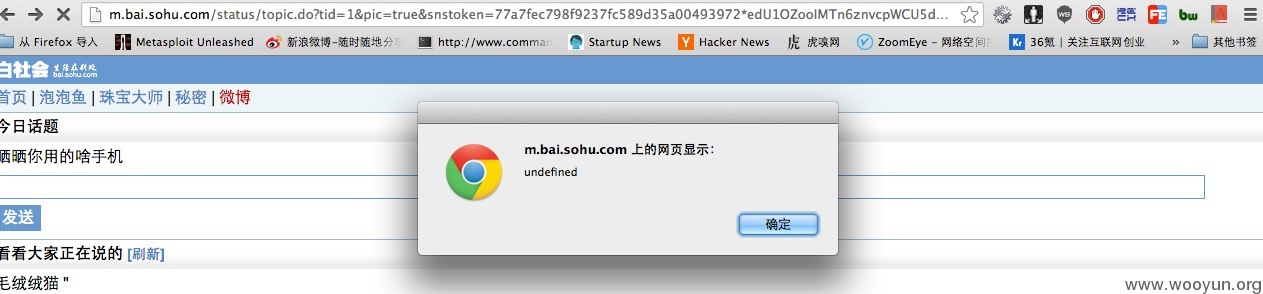 m.bai.sohu.com/status/topic.do?tid=1&pic=true&snstoken=77a7fec798f9237fc589d35a00493972*edU1OZooIMTn6znvcpWCU5d...
从 Firefox 导入 Metasploit Unleashed 新浪微博-随时随地分享 http://www.comman Startup News Hacker News 虎嗅网 ZoomEye - 网络空间 36氪 | 关注互联网创业 » 其他书签
白社会 生活在别处
bai.sohu.com
首页 | 泡泡鱼 | 珠宝大师 | 秘密 | 微博
今日话题
晒晒你用的啥手机
发送
看看大家正在说的 [刷新]
毛绒绒猫 "
m.bai.sohu.com 上的网页显示：
undefined
确定
www.wooyun.org